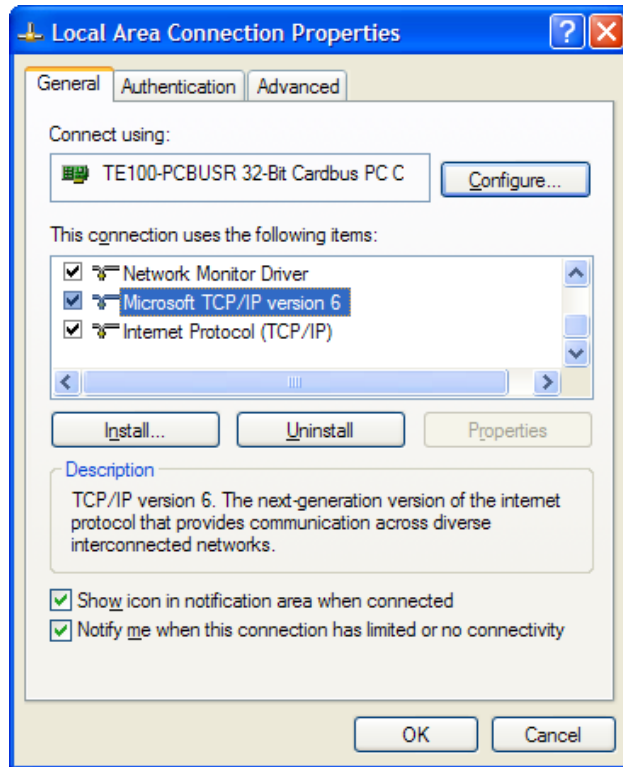 Local Area Connection Properties
General Authentication Advanced
Connect using:
TE100-PCBUSR 32-Bit Cardbus PC C
Configure...
This connection uses the following items:
Network Monitor Driver
Microsoft TCP/IP version 6
Internet Protocol (TCP/IP)
Install... Uninstall Properties
Description
TCP/IP version 6. The next-generation version of the internet
protocol that provides communication across diverse
interconnected networks.
Show icon in notification area when connected
Notify me when this connection has limited or no connectivity
OK Cancel